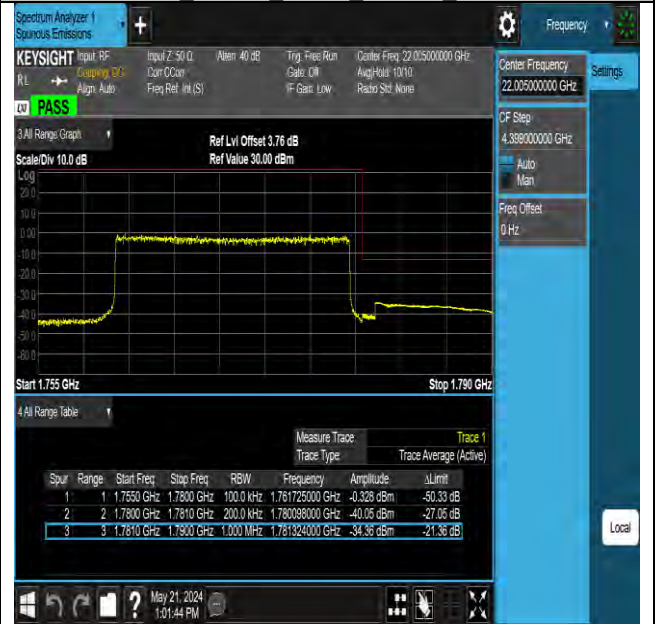 Spectrum Analyzer 1
Spurious Emissions
+
Frequency
KEYSIGHT Input: RF Input Z: 50 Ω Atten: 40 dB Trig: Free Run Center Freq: 22.005000000 GHz
RL Coupling: DC Corr CCorr Gate: Off Avg|Hold: 10/10
Align: Auto Freq Ref: Int (S) IF Gain: Low Radio Std: None
LXI PASS
Center Frequency
22.005000000 GHz
Settings
CF Step
4.399000000 GHz
Auto
Man
Freq Offset
0 Hz
3 All Range Graph
Ref Lvl Offset 3.76 dB
Scale/Div 10.0 dB Ref Value 30.00 dBm
Log
20.0
10.0
0.00
-10.0
-20.0
-30.0
-40.0
-50.0
-60.0
Start 1.755 GHz Stop 1.790 GHz
4 All Range Table
Measure Trace Trace 1
Trace Type Trace Average (Active)
Spur Range Start Freq Stop Freq RBW Frequency Amplitude ΔLimit
1 1 1.7550 GHz 1.7800 GHz 100.0 kHz 1.761725000 GHz -0.328 dBm -50.33 dB
2 2 1.7800 GHz 1.7810 GHz 200.0 kHz 1.780098000 GHz -40.05 dBm -27.05 dB
3 3 1.7810 GHz 1.7900 GHz 1.000 MHz 1.781324000 GHz -34.36 dBm -21.36 dB
Local
?
May 21, 2024
1:01:44 PM